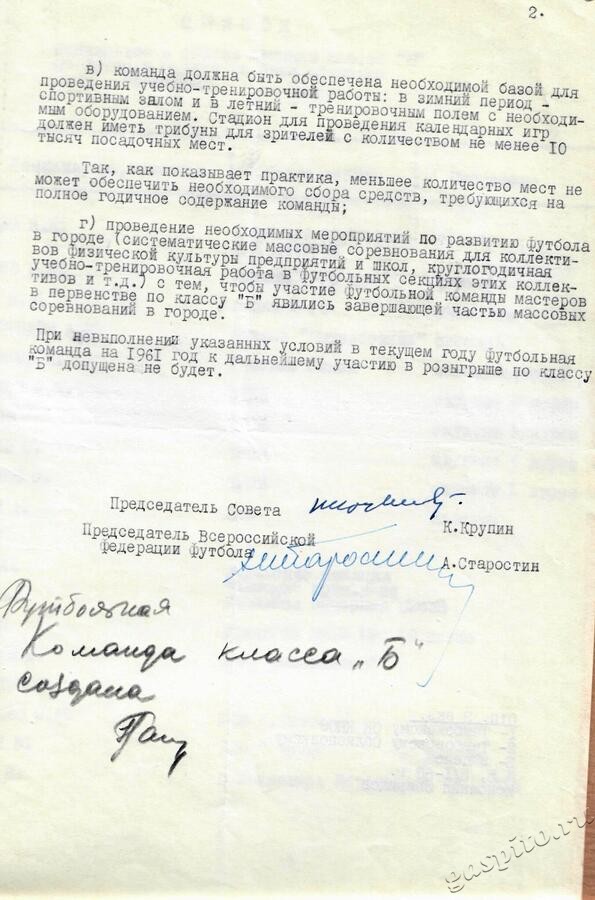 2.
в) команда должна быть обеспечена необходимой базой для
проведения учебно-тренировочной работы: в зимний период -
спортивным залом и в летний - тренировочным полем с необходи-
мым оборудованием. Стадион для проведения календарных игр
должен иметь трибуны для зрителей с количеством не менее 10
тысяч посадочных мест.
Так, как показывает практика, меньшее количество мест не
может обеспечить необходимого сбора средств, требующихся на
полное годичное содержание команды;
г) проведение необходимых мероприятий по развитию футбола
в городе (систематические массовые соревнования для коллекти-
вов физической культуры предприятий и школ, круглогодичная
учебно-тренировочная работа в футбольных секциях этих коллек-
тивов и т.д.) с тем, чтобы участие футбольной команды мастеров
в первенстве по классу "Б" явились завершающей частью массовых
соревнований в городе.
При невыполнении указанных условий в текущем году футбольная
команда на 1961 год к дальнейшему участию в розыгрыше по классу
"Б" допущена не будет.
Председатель Совета
К.Крупин
Председатель Всероссийской
Федерации футбола
А.Старостин
Футбольная
Команда класса „Б"
создана
gaspito.ru